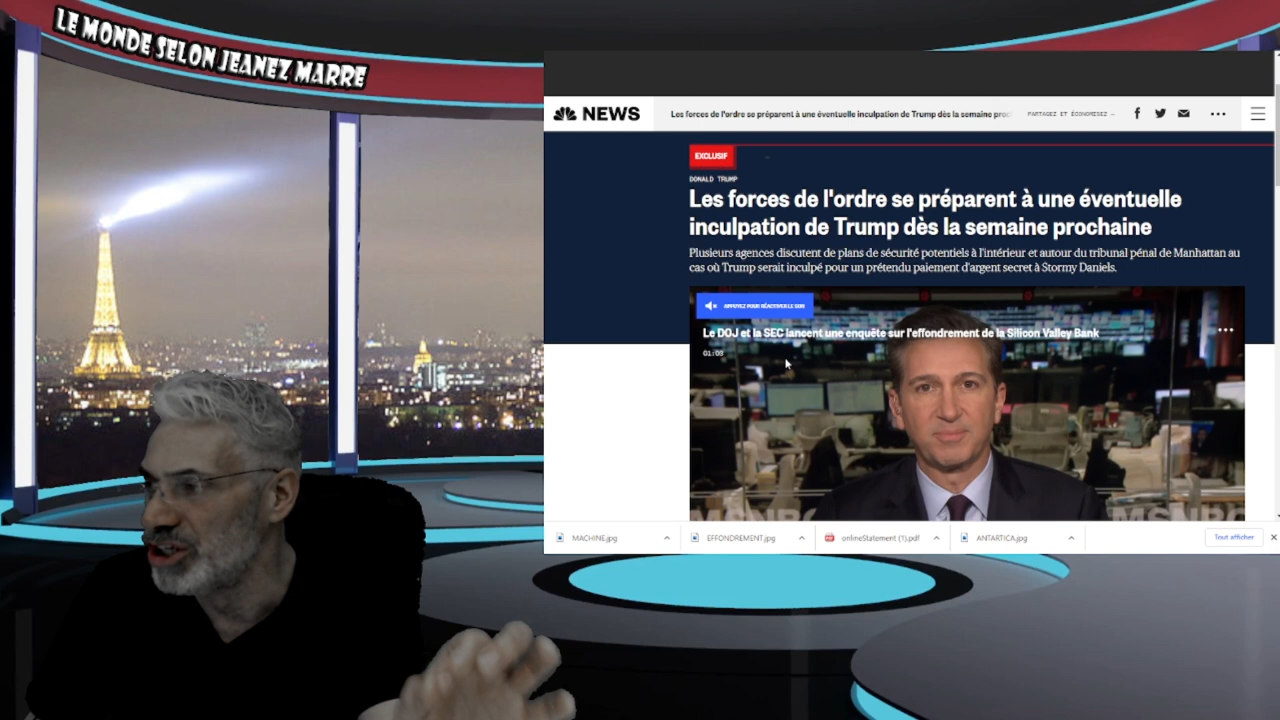 LE MONDE SELON JEANEZ MARRE
NEWS
Les forces de l'ordre se préparent à une éventuelle inculpation de Trump dès la semaine proc
PARTAGEZ ET ÉCONOMISEZ –
EXCLUSIF
DONALD TRUMP
Les forces de l'ordre se préparent à une éventuelle
inculpation de Trump dès la semaine prochaine
Plusieurs agences discutent de plans de sécurité potentiels à l'intérieur et autour du tribunal pénal de Manhattan au
cas où Trump serait inculpé pour un prétendu paiement d'argent secret à Stormy Daniels.
APPUYEZ POUR RÉACTIVER LE SON
Le DOJ et la SEC lancent une enquête sur l'effondrement de la Silicon Valley Bank
MSNBC
MACHINE.jpg
EFFONDREMENT.jpg
onlineStatement (1).pdf
ANTARTICA.jpg
Tout afficher